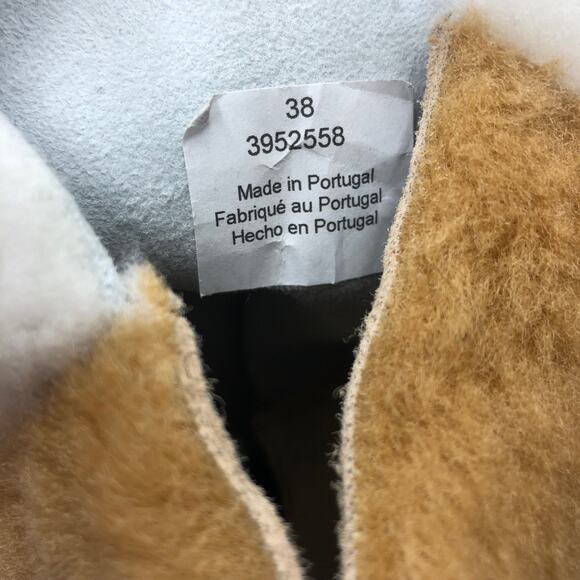 38
3952558
Made in Portugal
Fabriqué au Portugal
Hecho en Portugal